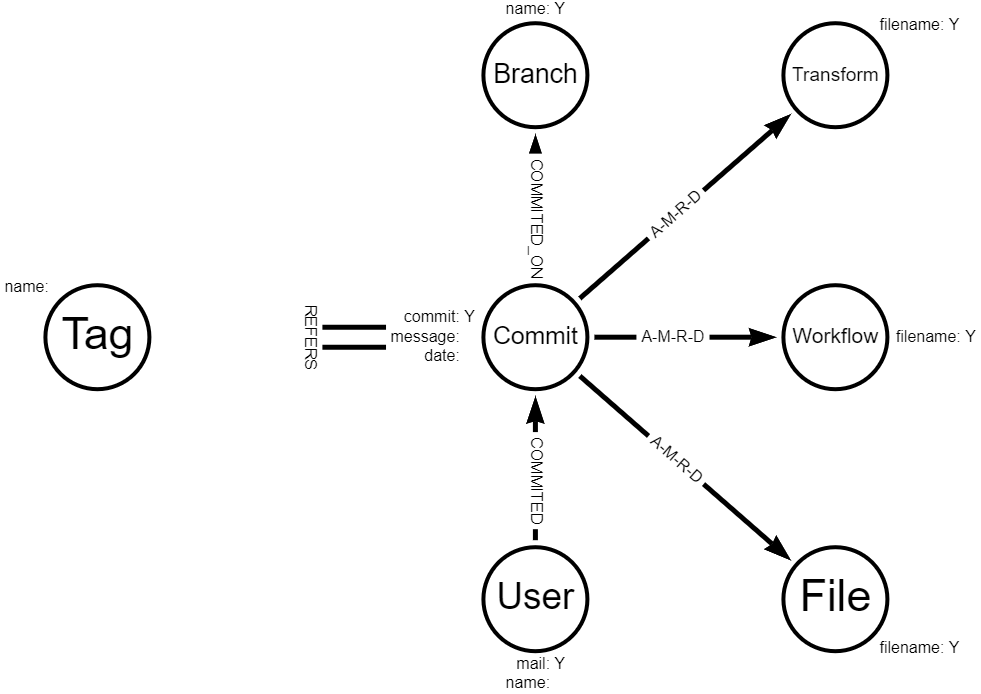 name: Y
Branch
filename: Y
Transform
COMMITED_ON
A-M-R-D
name:
Tag
REFERS
commit: Y
message:
date:
Commit
A-M-R-D
Workflow
filename: Y
COMMITED
A-M-R-D
User
mail: Y
name:
File
filename: Y